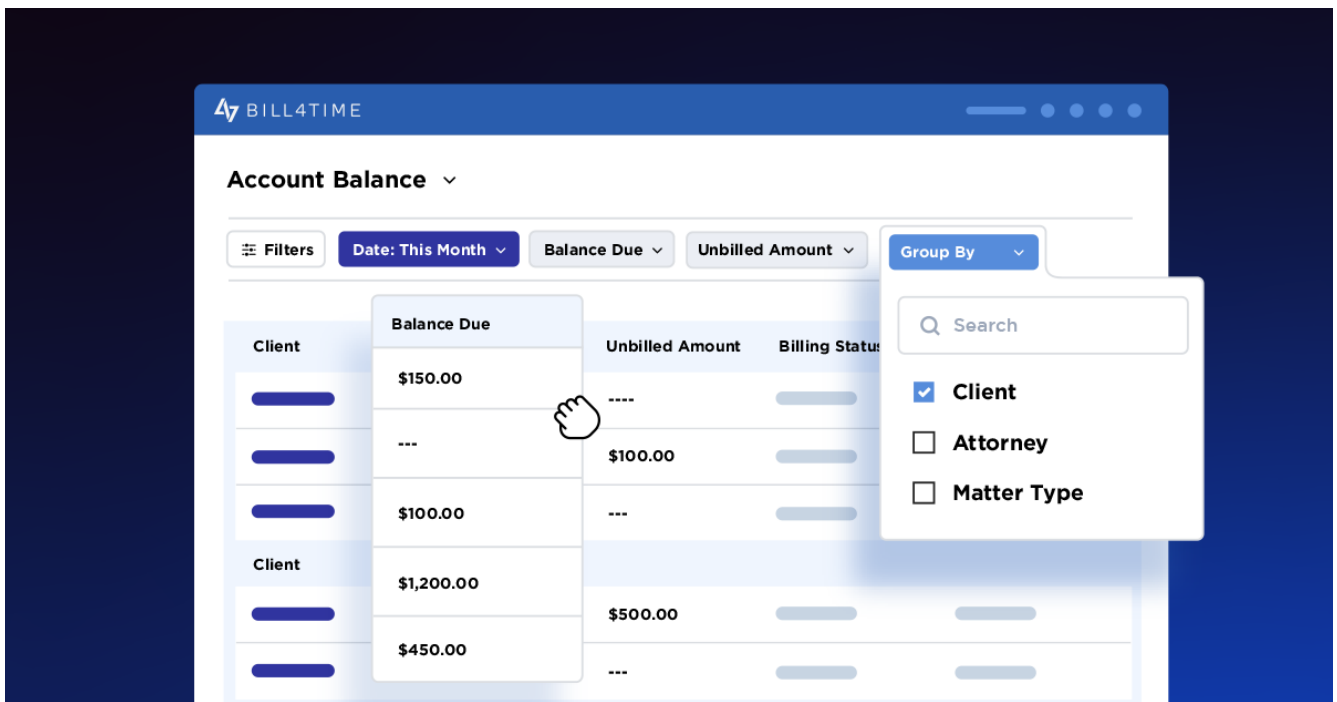 BILL4TIME
Account Balance
Filters
Date: This Month
Balance Due
Unbilled Amount
Group By
Search
Client
Attorney
Matter Type
Client
Balance Due
Unbilled Amount
Billing Status
$150.00
----
---
$100.00
$100.00
---
Client
$1,200.00
$500.00
$450.00
---